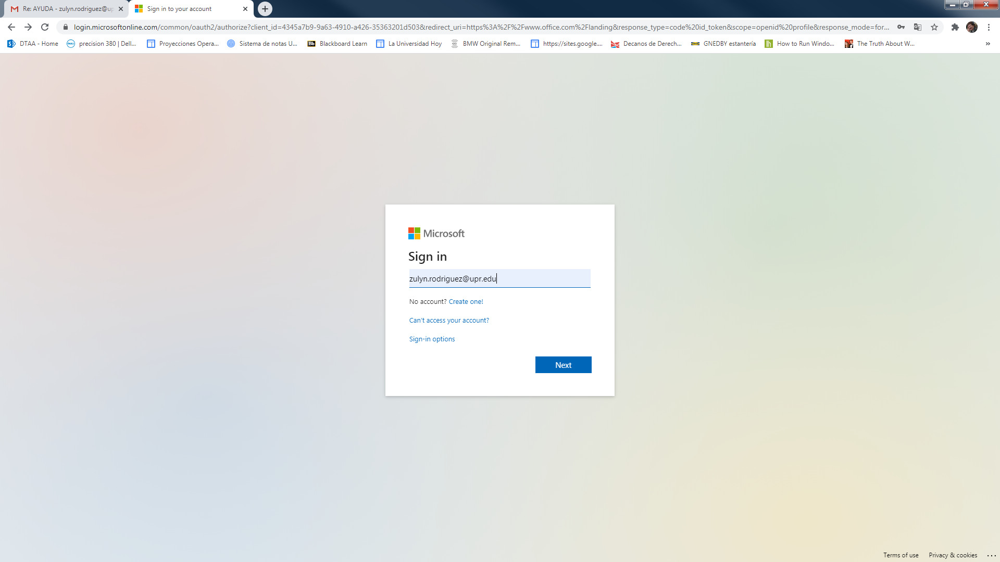 Re: AYUDA - zulyn.rodriguez@up
Sign in to your account
login.microsoftonline.com/common/oauth2/authorize?client_id=4345a7b9-9a63-4910-a426-35363201d503&redirect_uri=https%3A%2F%2Fwww.office.com%2Flanding&response_type=code%20id_token&scope=openid%20profile&response_mode=for...
DTAA - Home
precision 380 | Dell...
Proyecciones Opera...
Sistema de notas U...
Bb Blackboard Learn
La Universidad Hoy
BMW Original Rem...
https://sites.google....
Decanos de Derech...
GNEDBY estantería
How to Run Windo...
The Truth About W...
»
Microsoft
Sign in
zulyn.rodriguez@upr.edu
No account? Create one!
Can't access your account?
Sign-in options
Next
Terms of use
Privacy & cookies
...